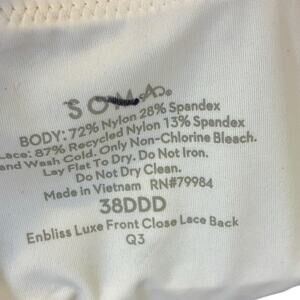 SOMA®
BODY: 72% Nylon 28% Spandex
Lace: 87% Recycled Nylon 13% Spandex
and Wash Cold. Only Non-Chlorine Bleach.
Lay Flat To Dry. Do Not Iron.
Do Not Dry Clean.
Made in Vietnam RN#79984
38DDD
Enbliss Luxe Front Close Lace Back
Q3